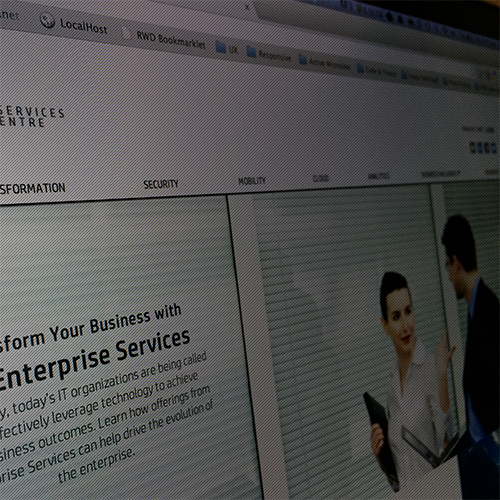 .net LocalHost RWD Bookmarklet UX Responsive
SERVICES
ENTRE
SFORMATION SECURITY MOBILITY CLOUD ANALYTICS
sform Your Business with
Enterprise Services
y, today's IT organizations are being called
fectively leverage technology to achieve
siness outcomes. Learn how offerings from
rise Services can help drive the evolution of
the enterprise.